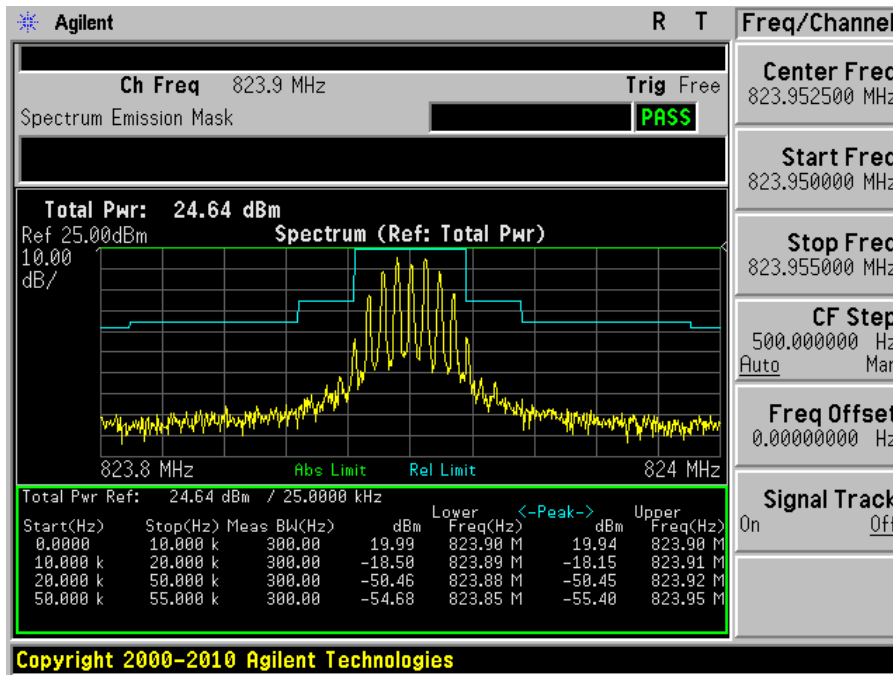 Agilent R T Freq/Channel
Ch Freq 823.9 MHz Trig Free
Spectrum Emission Mask PASS
Center Freq
823.952500 MHz
Start Freq
823.950000 MHz
Stop Freq
823.955000 MHz
CF Step
500.000000 Hz
Auto Man
Freq Offset
0.00000000 Hz
Signal Track
On Off
Total Pwr: 24.64 dBm
Ref 25.00dBm Spectrum (Ref: Total Pwr)
10.00
dB/
823.8 MHz Abs Limit Rel Limit 824 MHz
Total Pwr Ref: 24.64 dBm / 25.0000 kHz
Lower <-Peak-> Upper
Start(Hz) Stop(Hz) Meas BW(Hz) dBm Freq(Hz) dBm Freq(Hz)
0.0000 10.000 k 300.00 19.99 823.90 M 19.94 823.90 M
10.000 k 20.000 k 300.00 -18.50 823.89 M -18.15 823.91 M
20.000 k 50.000 k 300.00 -50.46 823.88 M -50.45 823.92 M
50.000 k 55.000 k 300.00 -54.68 823.85 M -55.40 823.95 M
Copyright 2000-2010 Agilent Technologies